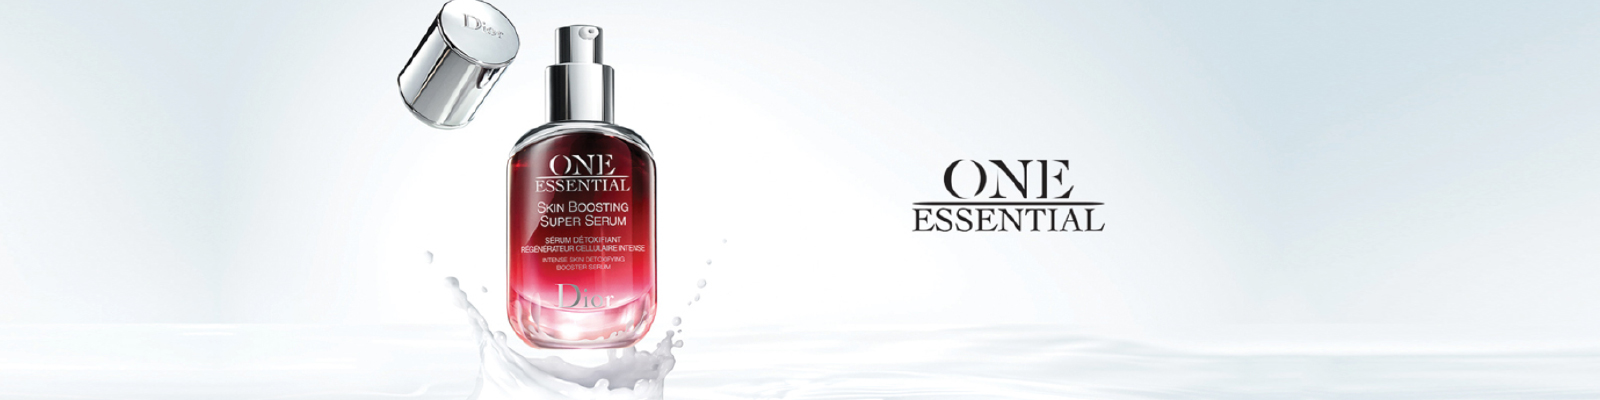 Dior
ONE
ESSENTIAL
SKIN BOOSTING
SUPER SERUM
SÉRUM DÉTOXIFIANT
RÉGÉNÉRATEUR CELLULAIRE INTENSE
INTENSE SKIN DETOXIFYING
BOOSTER SERUM
Dior
ONE
ESSENTIAL